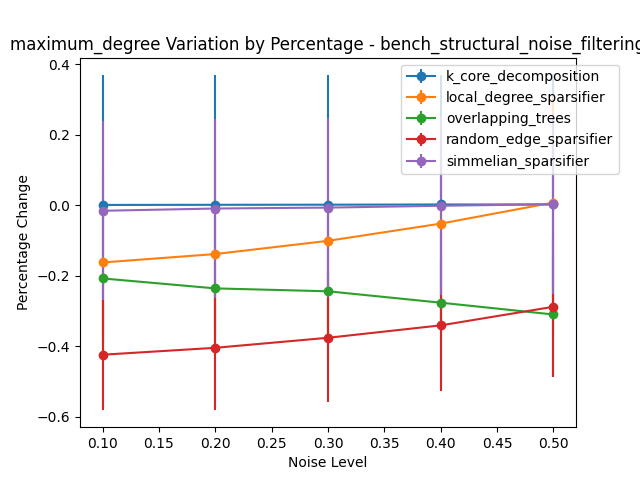 maximum_degree Variation by Percentage - bench_structural_noise_filtering
0.4
0.2
0.0
−0.2
−0.4
−0.6
Percentage Change
k_core_decomposition
local_degree_sparsifier
overlapping_trees
random_edge_sparsifier
simmelian_sparsifier
0.10 0.15 0.20 0.25 0.30 0.35 0.40 0.45 0.50
Noise Level